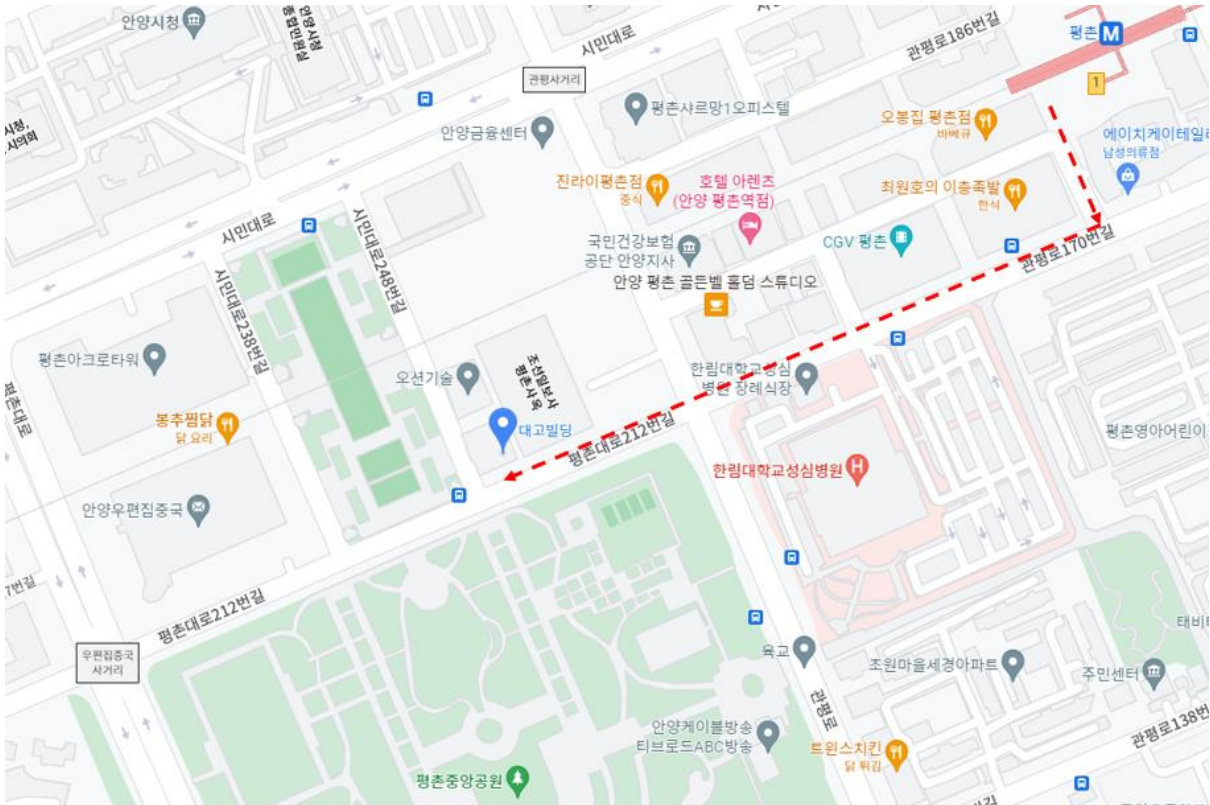 안양시청
안양시청
종합민원실
시민대로
관평로186번길
평촌
M
1
관평사거리
안양금융센터
평촌샤르망1오피스텔
오봉집 평촌점
바베큐
에이치케이테일러
남성의류점
시청,
시의회
진라이평촌점
중식
호텔 아렌츠
(안양 평촌역점)
최원호의 이층족발
한식
시민대로
시민대로248번길
국민건강보험
공단 안양지사
CGV 평촌
관평로170번길
안양 평촌 골든벨 홀덤 스튜디오
시민대로238번길
평촌아크로타워
오션기술
조선일보사
평촌사옥
한림대학교성심
병원 장례식장
평촌대로
봉추찜닭
닭 요리
대고빌딩
평촌대로212번길
평촌영아어린이
한림대학교성심병원
H
안양우편집중국
7번길
평촌대로212번길
우편집중국
사거리
육교
초원마을세경아파트
주민센터
태비
관평로
안양케이블방송
티브로드ABC방송
관평로138번
트윈스치킨
닭 튀김
평촌중앙공원